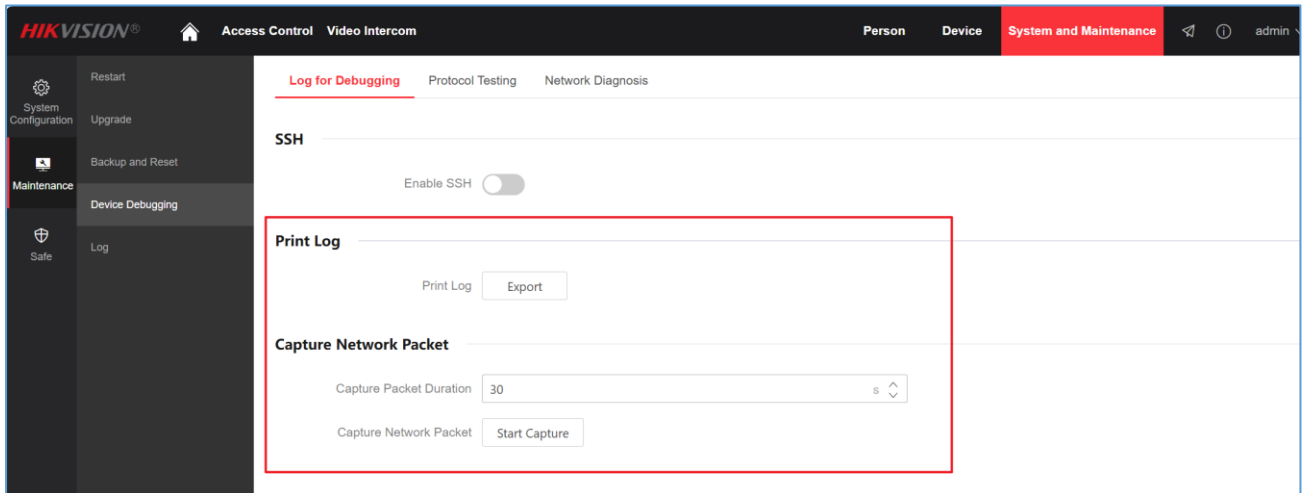 HIKVISION® Access Control Video Intercom Person Device System and Maintenance admin
System
Configuration
Maintenance
Safe
Restart
Upgrade
Backup and Reset
Device Debugging
Log
Log for Debugging Protocol Testing Network Diagnosis
SSH
Enable SSH
Print Log
Print Log Export
Capture Network Packet
Capture Packet Duration 30 s
Capture Network Packet Start Capture